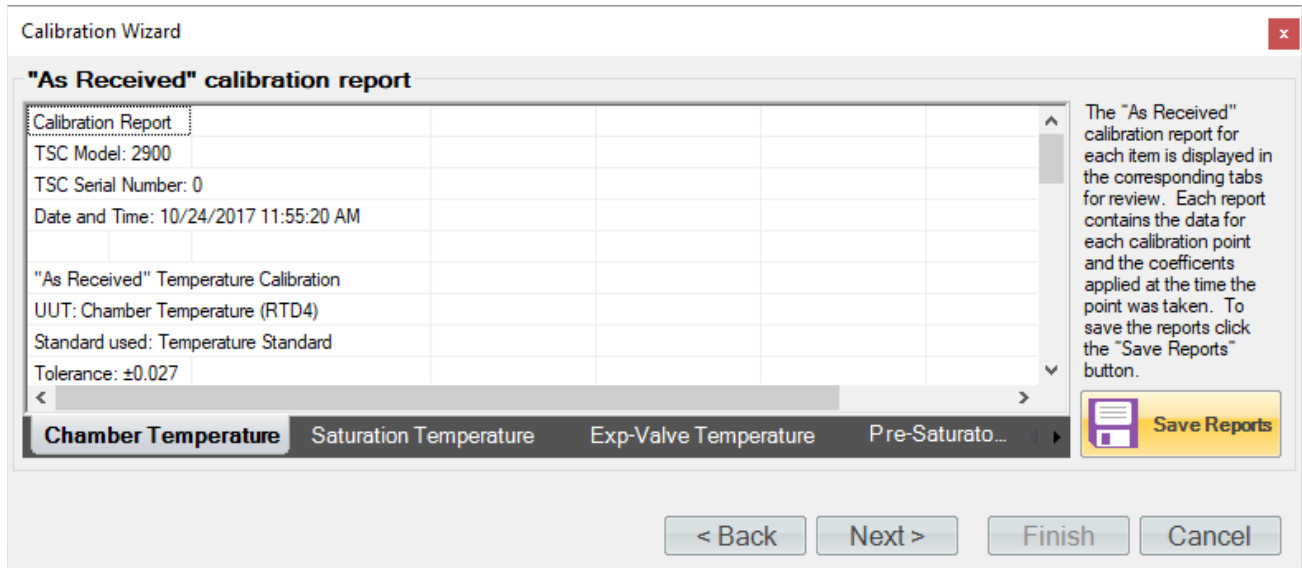 Calibration Wizard
x
"As Received" calibration report
Calibration Report
TSC Model: 2900
TSC Serial Number: 0
Date and Time: 10/24/2017 11:55:20 AM
"As Received" Temperature Calibration
UUT: Chamber Temperature (RTD4)
Standard used: Temperature Standard
Tolerance: ±0.027
The "As Received"
calibration report for
each item is displayed in
the corresponding tabs
for review. Each report
contains the data for
each calibration point
and the coefficents
applied at the time the
point was taken. To
save the reports click
the "Save Reports"
button.
Chamber Temperature
Saturation Temperature
Exp-Valve Temperature
Pre-Saturato...
Save Reports
< Back
Next >
Finish
Cancel